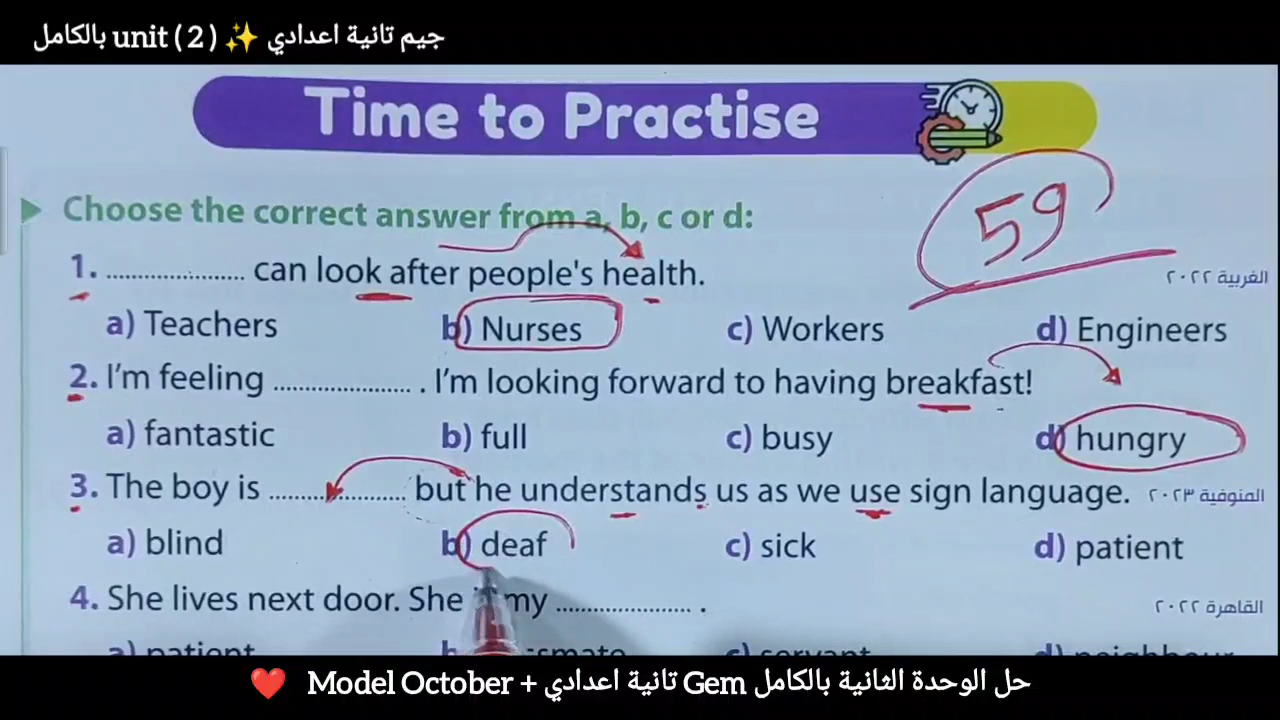 جيم تانية اعدادي ✨ unit ( 2 ) بالكامل
Time to Practise
59
Choose the correct answer from a, b, c or d:
1. ..................... can look after people's health. الغربية ٢٠٢٢
a) Teachers b) Nurses c) Workers d) Engineers
2. I'm feeling ..................... . I'm looking forward to having breakfast!
a) fantastic b) full c) busy d) hungry
3. The boy is ..................... but he understands us as we use sign language. المنوفية ٢٠٢٣
a) blind b) deaf c) sick d) patient
4. She lives next door. She my ..................... . القاهرة ٢٠٢٢
a) patient c) servant d) neighbour
حل الوحدة الثانية بالكامل Gem تانية اعدادي + Model October ❤️